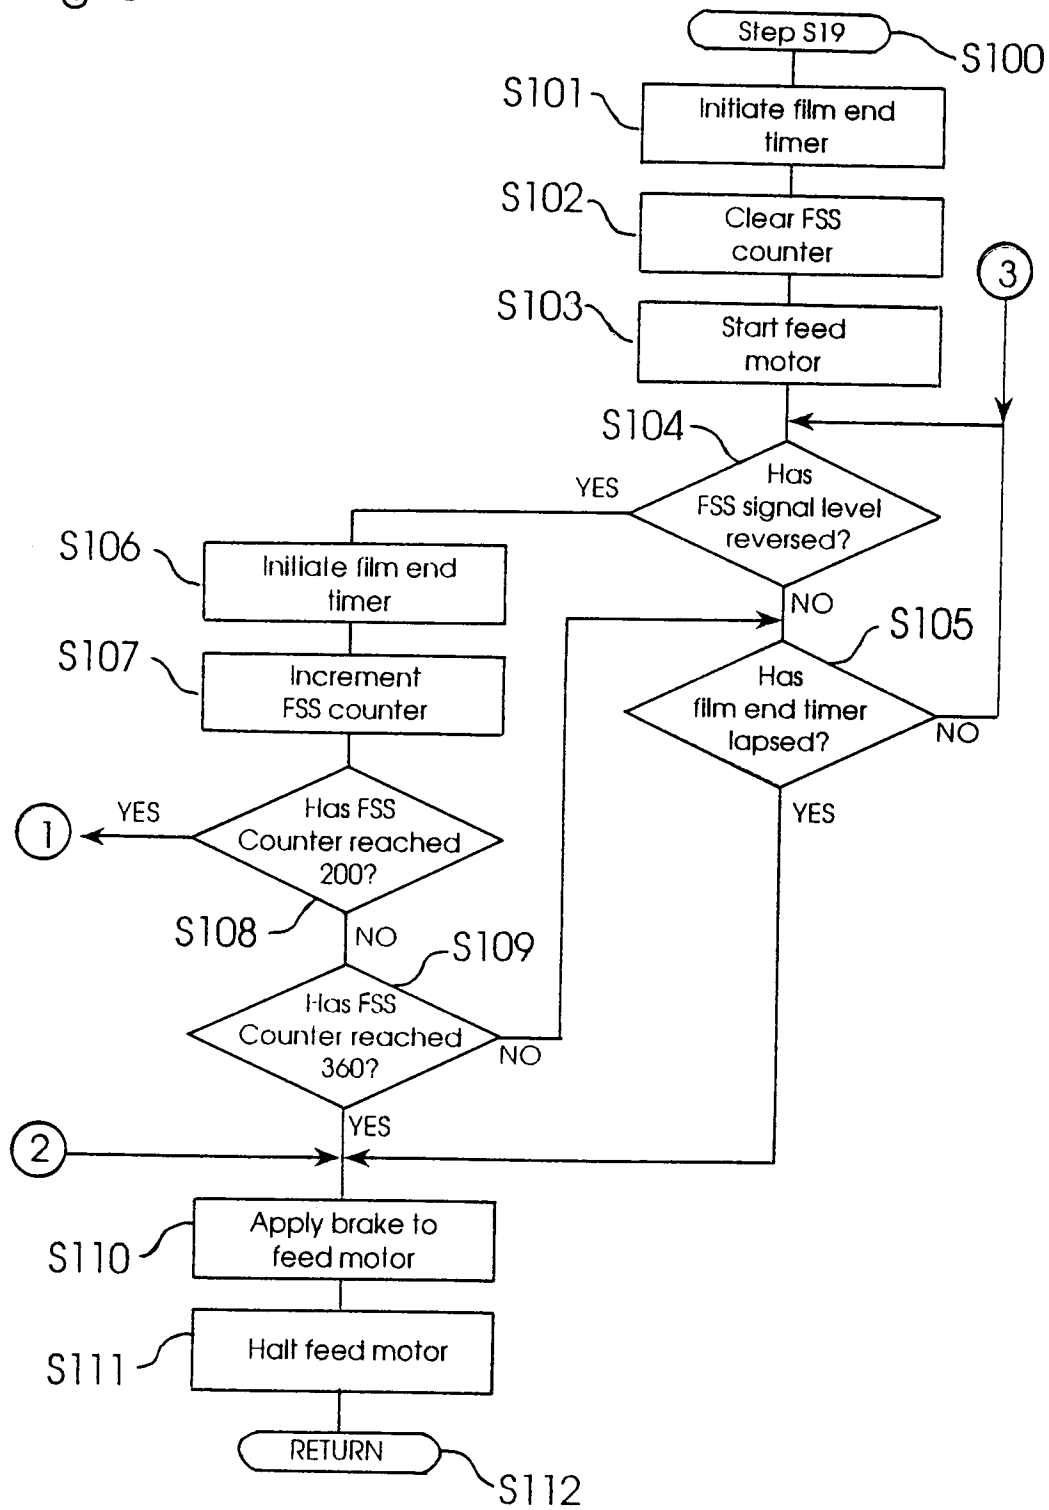 Step S19
S100
S101
Initiate film end
timer
S102
Clear FSS
counter
3
S103
Start feed
motor
S104
Has
FSS signal level
reversed?
YES
NO
S106
Initiate film end
timer
S105
Has
film end timer
lapsed?
NO
YES
S107
Increment
FSS counter
1
YES
Has FSS
Counter reached
200?
S108
NO
S109
Has FSS
Counter reached
360?
NO
YES
2
S110
Apply brake to
feed motor
S111
Halt feed motor
RETURN
S112